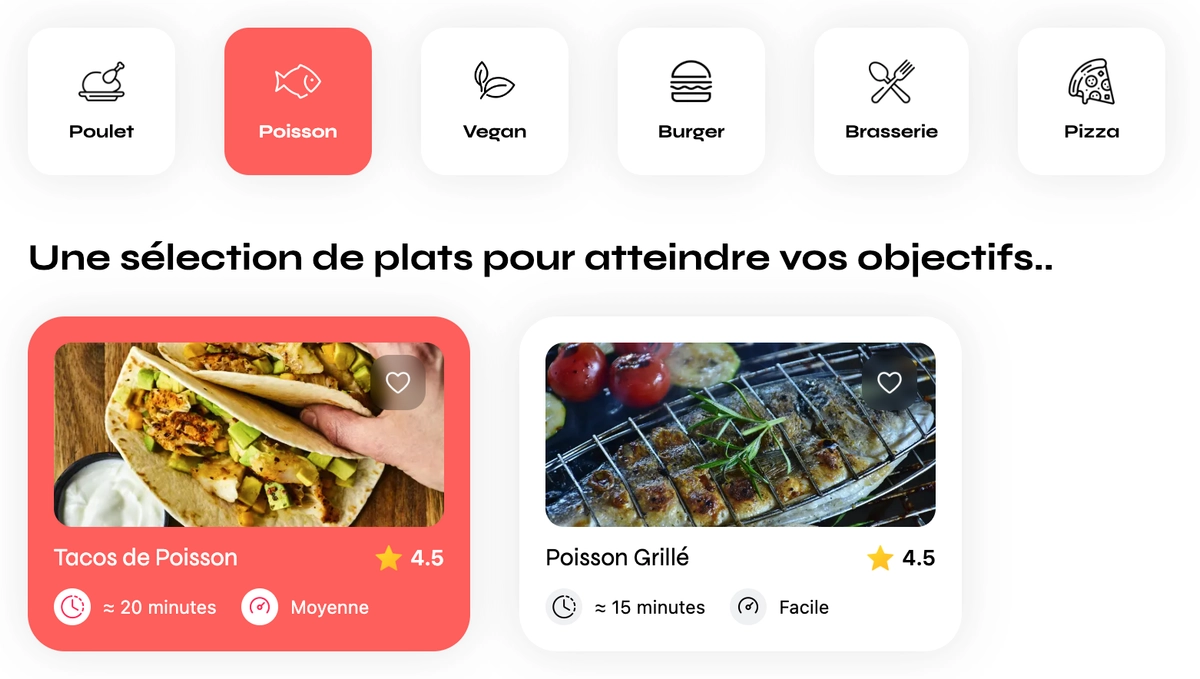 Poulet
Poisson
Vegan
Burger
Brasserie
Pizza
Une sélection de plats pour atteindre vos objectifs..
Tacos de Poisson
4.5
≈ 20 minutes
Moyenne
Poisson Grillé
4.5
≈ 15 minutes
Facile